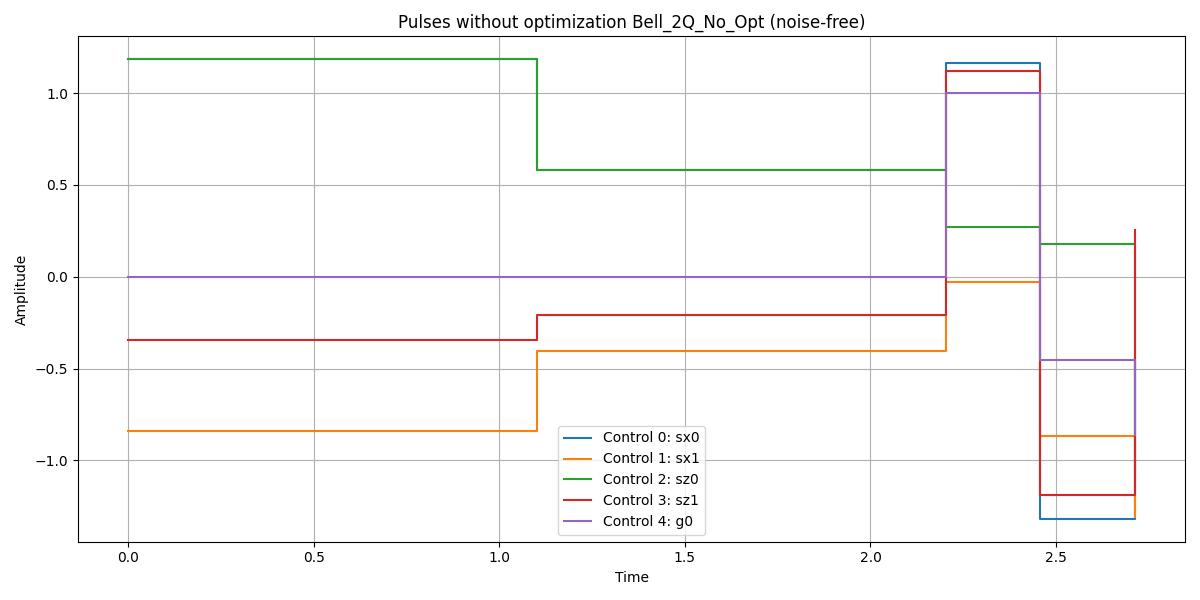 Pulses without optimization Bell_2Q_No_Opt (noise-free)
Amplitude
1.0
0.5
0.0
−0.5
−1.0
Control 0: sx0
Control 1: sx1
Control 2: sz0
Control 3: sz1
Control 4: g0
0.0
0.5
1.0
1.5
2.0
2.5
Time